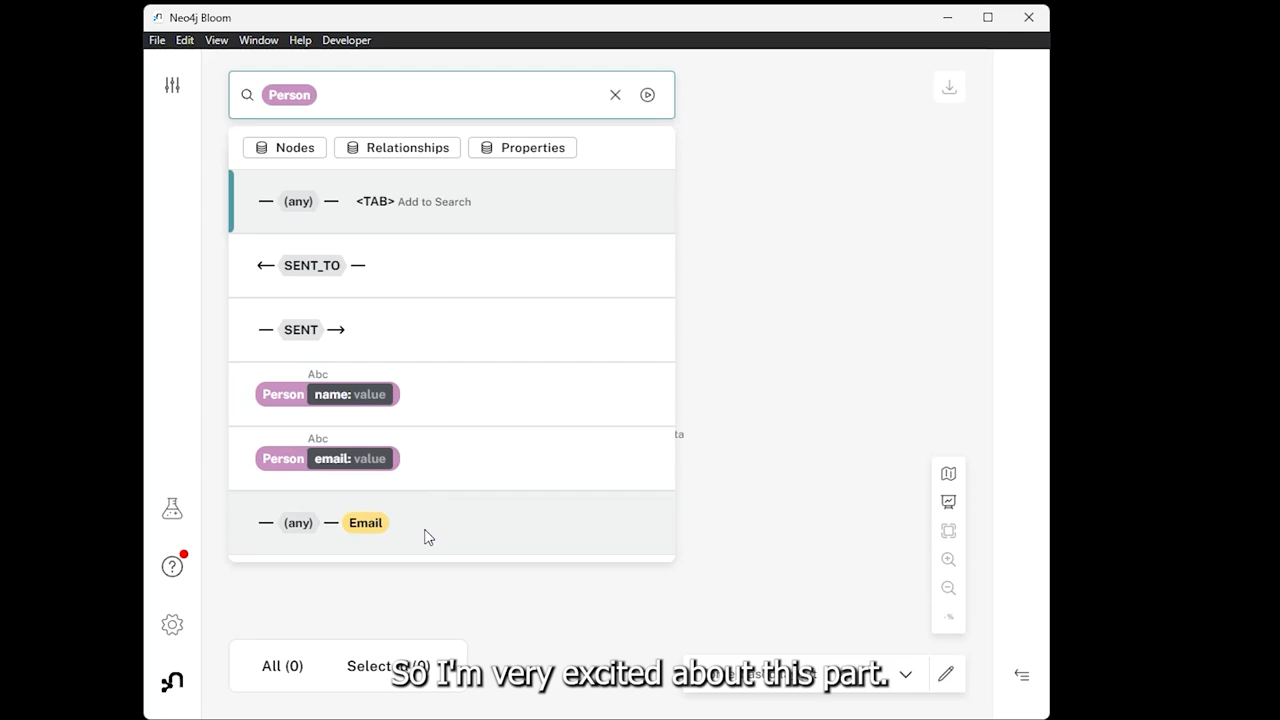 Neo4j Bloom
File Edit View Window Help Developer
Person
Nodes Relationships Properties
(any) <TAB> Add to Search
SENT_TO
SENT
Abc
Person name: value
ta
Abc
Person email: value
(any) Email
%
All (0)
So I'm very excited about this part.